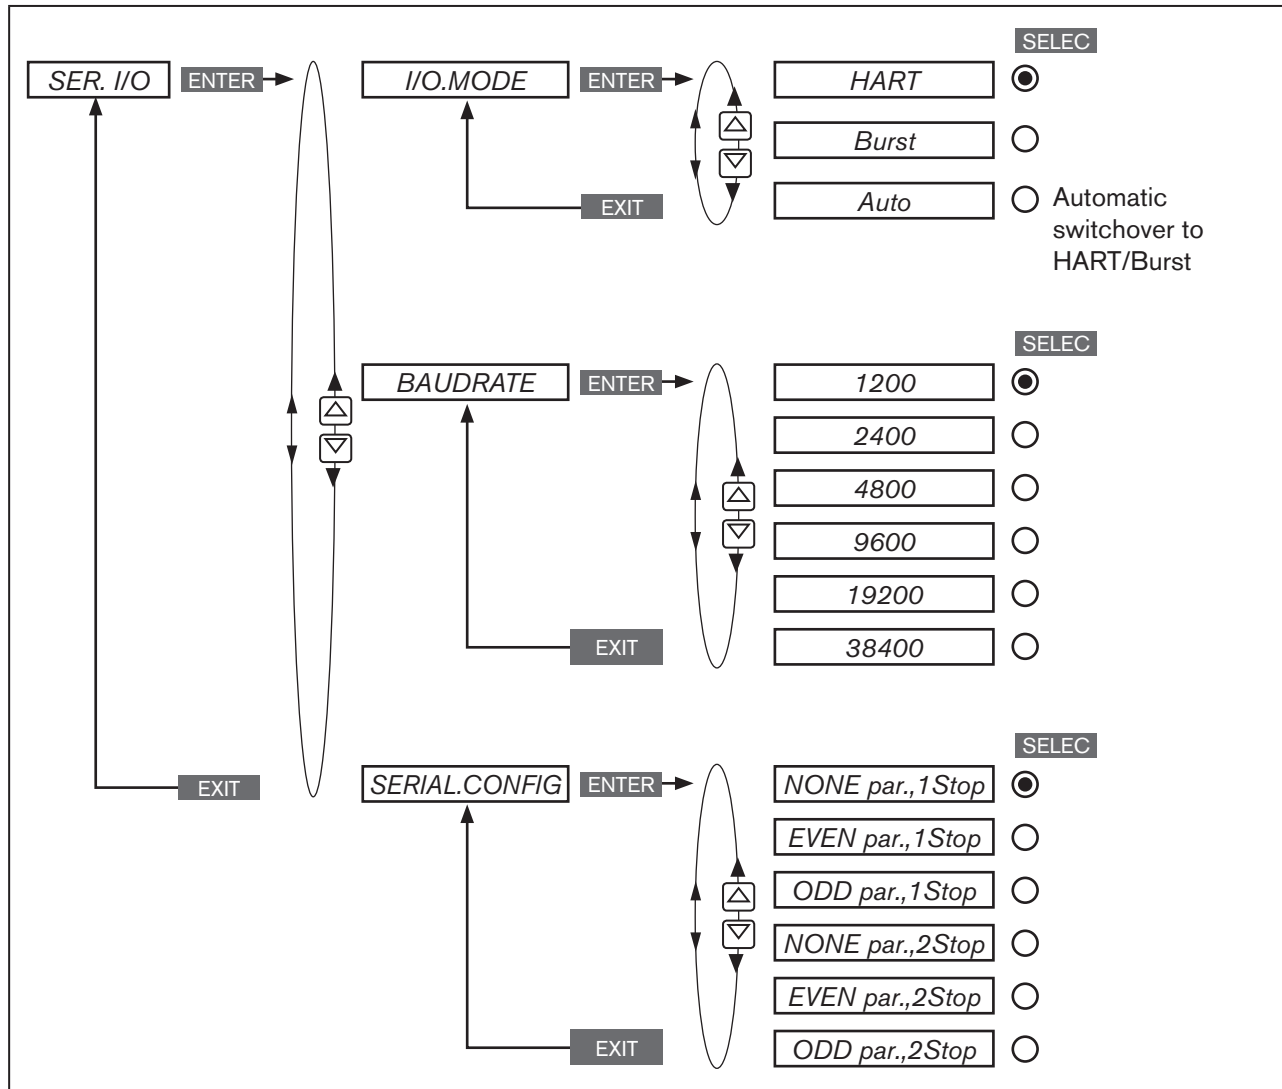 SELEC
SER. I/O ENTER I/O.MODE ENTER HART
Burst
EXIT Auto Automatic
switchover to
HART/Burst
SELEC
BAUDRATE ENTER 1200
2400
4800
9600
19200
EXIT 38400
SELEC
EXIT SERIAL.CONFIG ENTER NONE par.,1Stop
EVEN par.,1Stop
ODD par.,1Stop
NONE par.,2Stop
EVEN par.,2Stop
EXIT ODD par.,2Stop